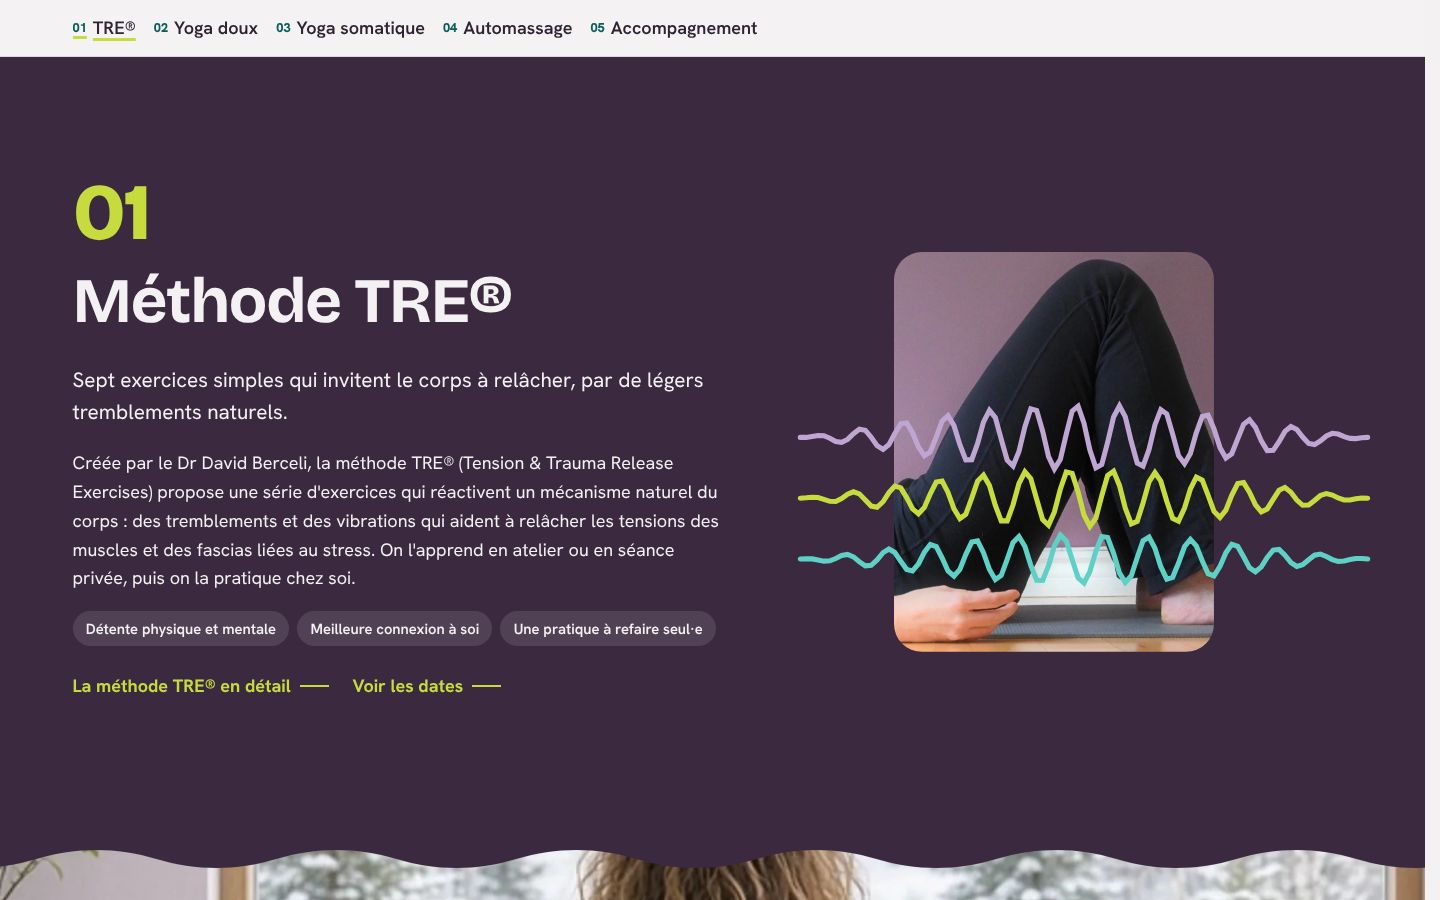 01 TRE® 02 Yoga doux 03 Yoga somatique 04 Automassage 05 Accompagnement
01
Méthode TRE®
Sept exercices simples qui invitent le corps à relâcher, par de légers
tremblements naturels.
Créée par le Dr David Berceli, la méthode TRE® (Tension & Trauma Release
Exercises) propose une série d'exercices qui réactivent un mécanisme naturel du
corps : des tremblements et des vibrations qui aident à relâcher les tensions des
muscles et des fascias liées au stress. On l'apprend en atelier ou en séance
privée, puis on la pratique chez soi.
Détente physique et mentale Meilleure connexion à soi Une pratique à refaire seul·e
La méthode TRE® en détail Voir les dates